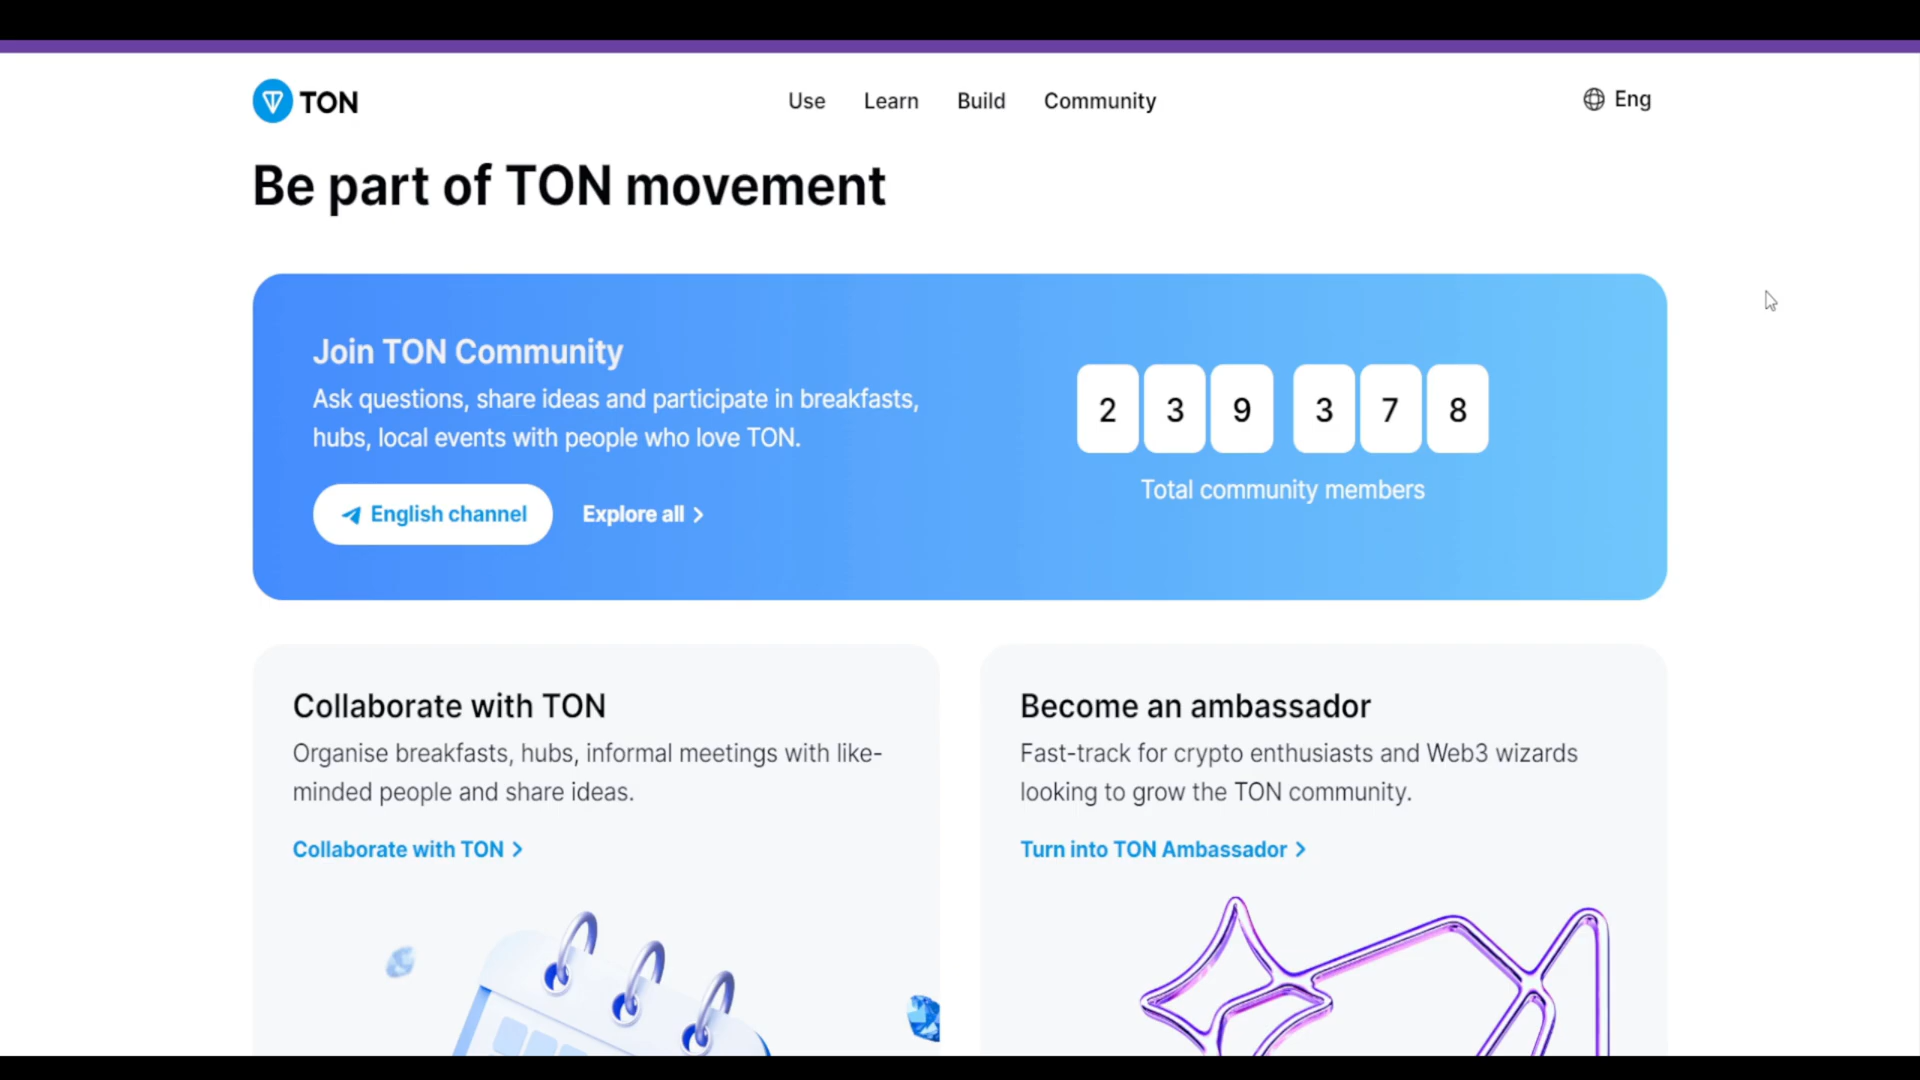 TON
Use Learn Build Community
Eng
Be part of TON movement
Join TON Community
Ask questions, share ideas and participate in breakfasts,
hubs, local events with people who love TON.
English channel
Explore all
2 3 9 3 7 8
Total community members
Collaborate with TON
Organise breakfasts, hubs, informal meetings with like-
minded people and share ideas.
Collaborate with TON
Become an ambassador
Fast-track for crypto enthusiasts and Web3 wizards
looking to grow the TON community.
Turn into TON Ambassador